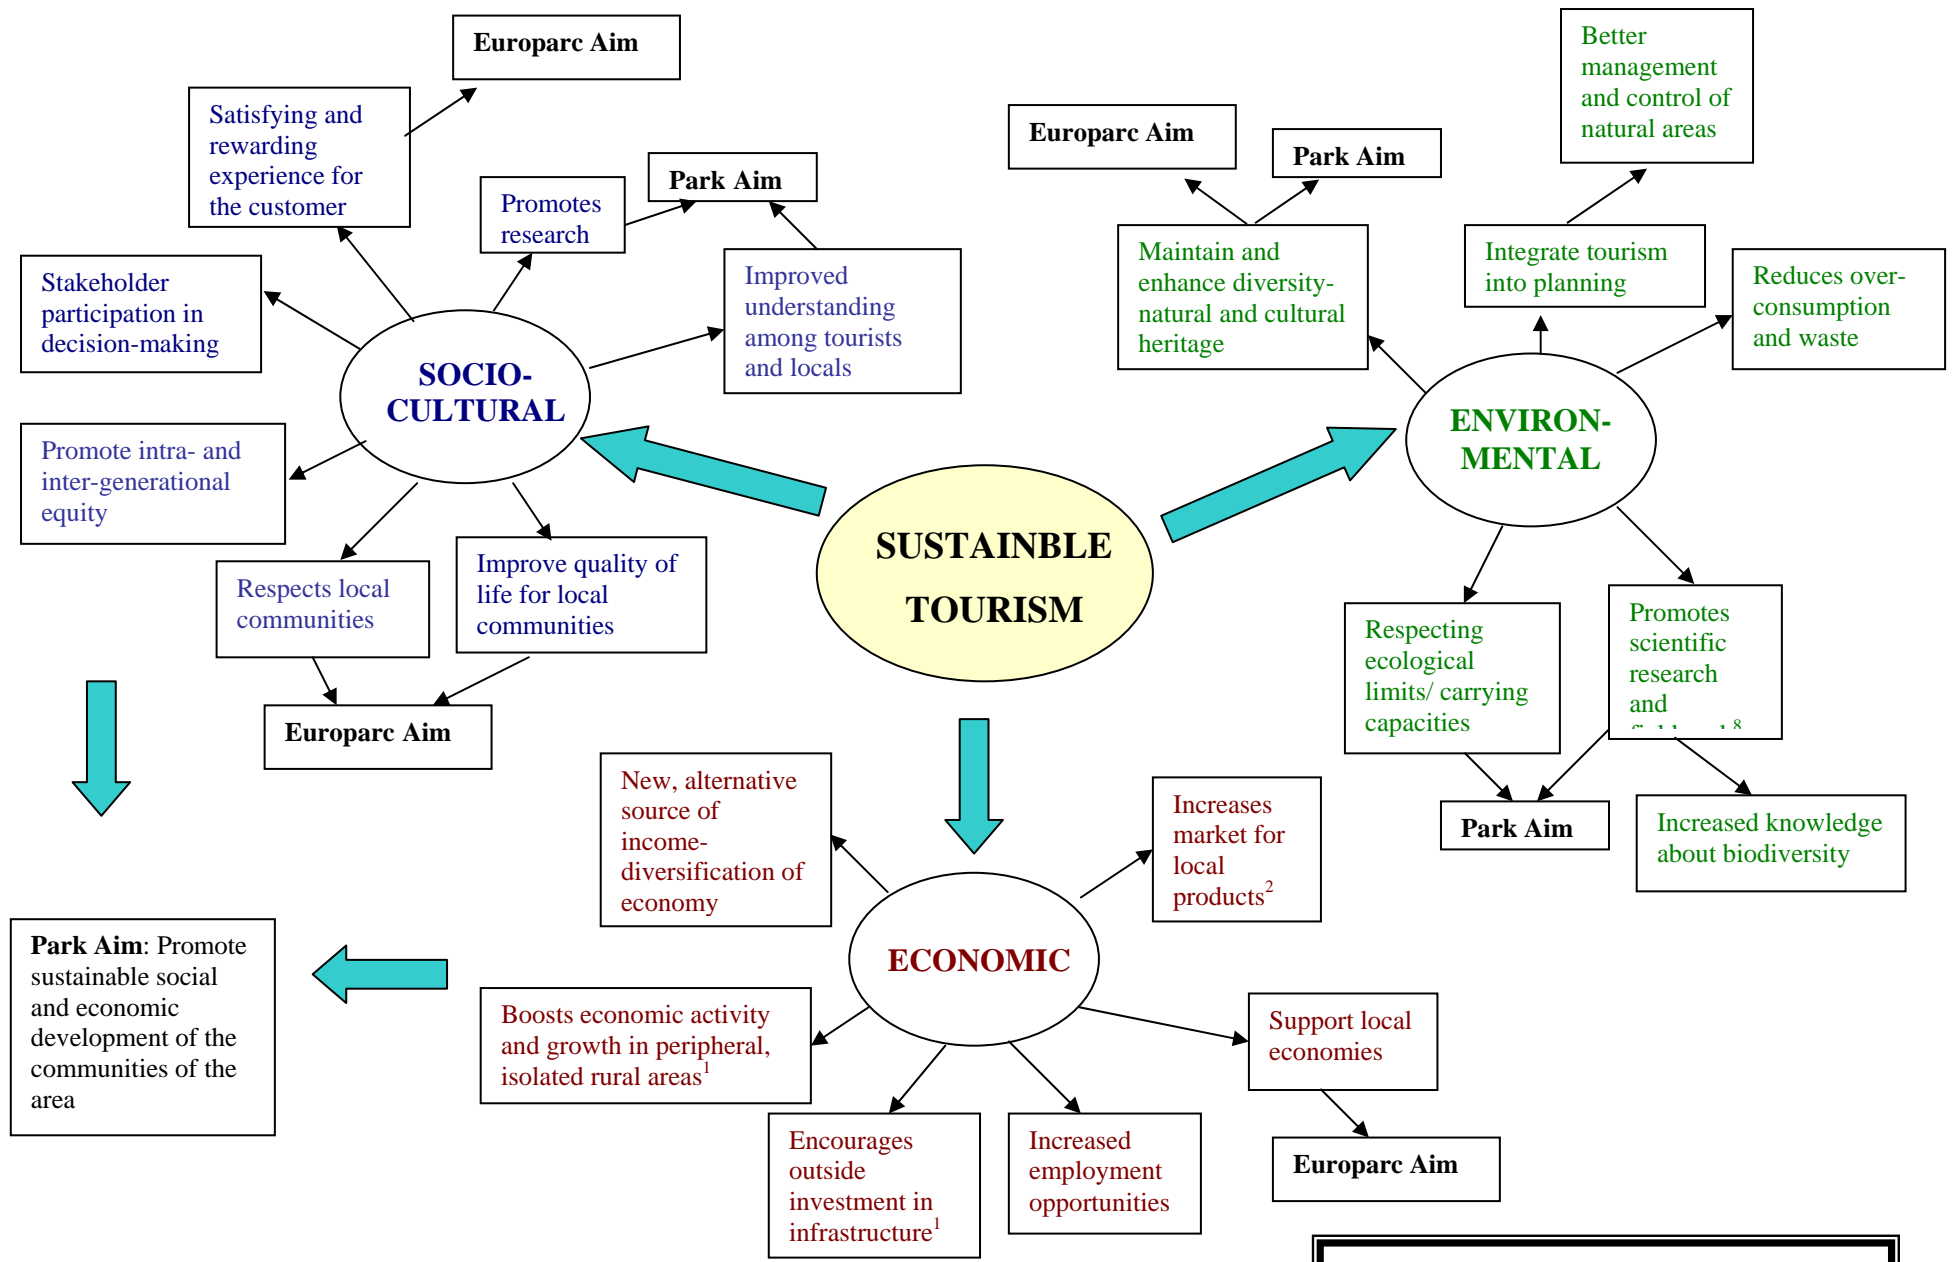 Europarc Aim
Satisfying and
rewarding
experience for
the customer
Promotes
research
Park Aim
Stakeholder
participation in
decision-making
Improved
understanding
among tourists
and locals
SOCIO-
CULTURAL
Promote intra- and
inter-generational
equity
Respects local
communities
Improve quality of
life for local
communities
Europarc Aim
Better
management
and control of
natural areas
Europarc Aim
Park Aim
Maintain and
enhance diversity-
natural and cultural
heritage
Integrate tourism
into planning
Reduces over-
consumption
and waste
ENVIRON-
MENTAL
SUSTAINBLE
TOURISM
Respecting
ecological
limits/ carrying
capacities
Promotes
scientific
research
and
8
Park Aim
Increased knowledge
about biodiversity
New, alternative
source of
income-
diversification of
economy
Increases
market for
local
products2
ECONOMIC
Park Aim: Promote
sustainable social
and economic
development of the
communities of the
area
Boosts economic activity
and growth in peripheral,
isolated rural areas1
Support local
economies
Encourages
outside
investment in
infrastructure1
Increased
employment
opportunities
Europarc Aim